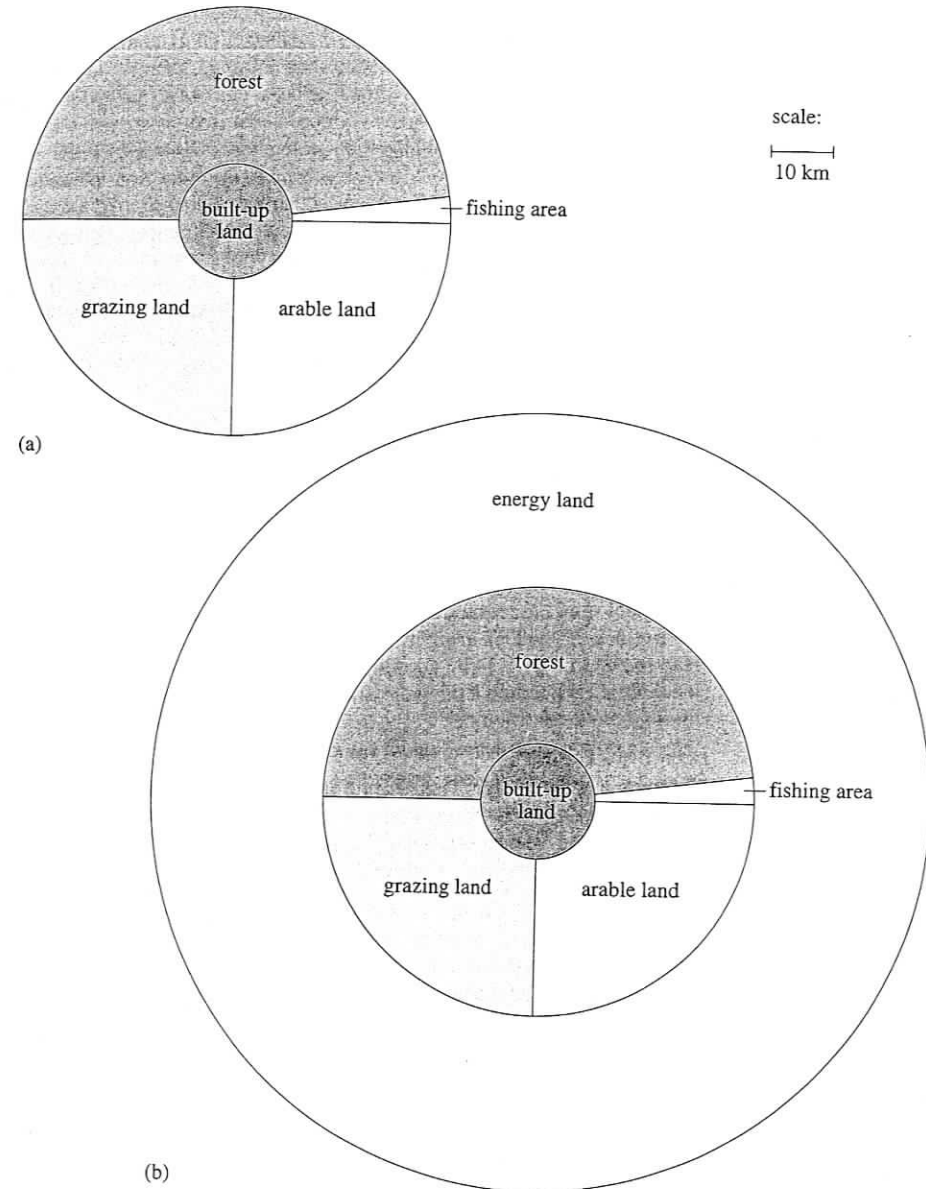 forest
scale:
10 km
built-up
land
fishing area
grazing land
arable land
(a)
energy land
forest
built-up
land
fishing area
grazing land
arable land
(b)